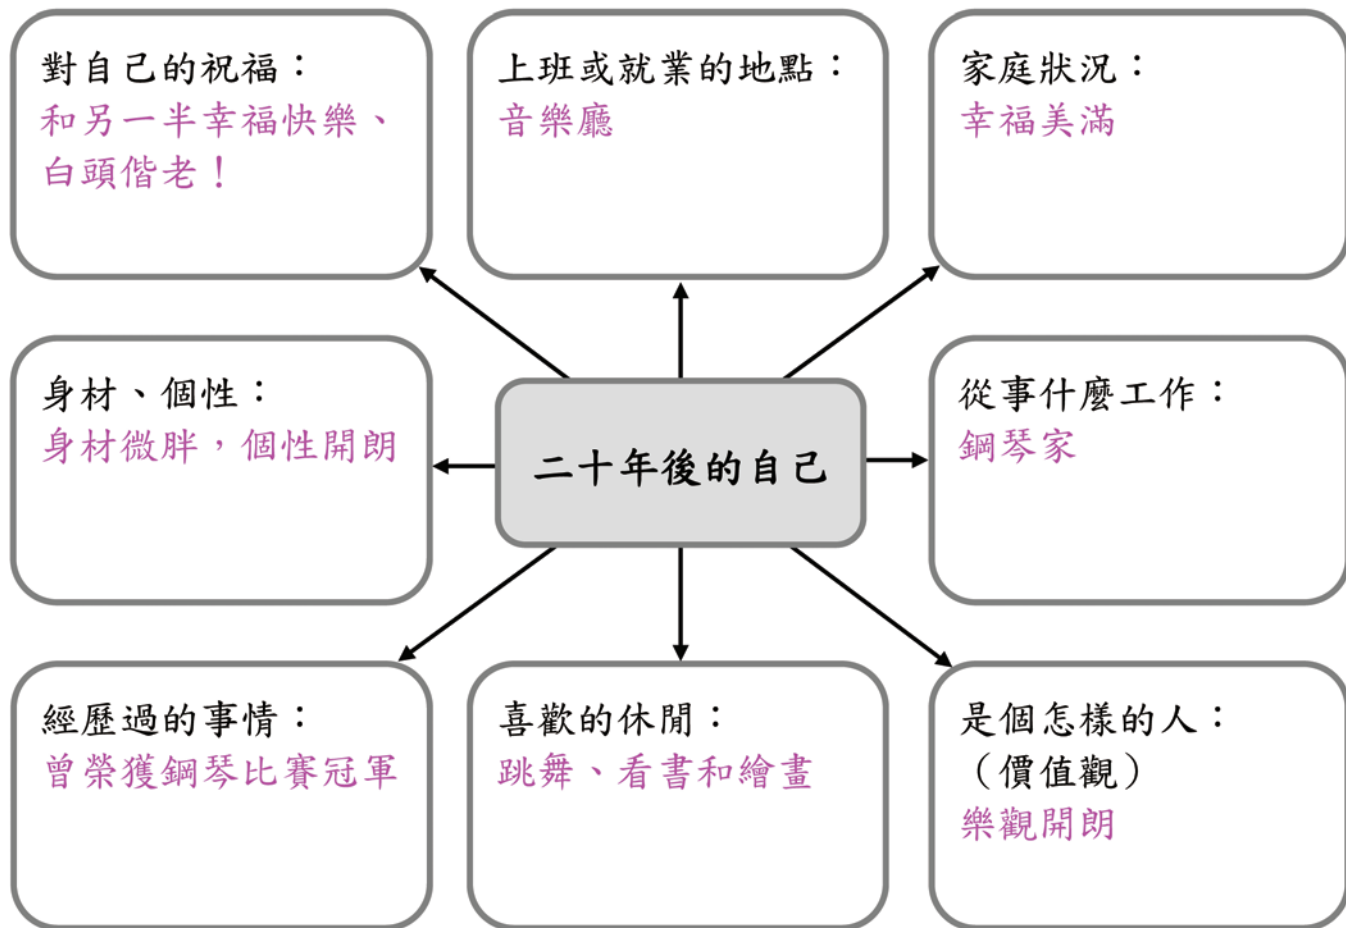 對自己的祝福：
和另一半幸福快樂、
白頭偕老！
上班或就業的地點：
音樂廳
家庭狀況：
幸福美滿
身材、個性：
身材微胖，個性開朗
二十年後的自己
從事什麼工作：
鋼琴家
經歷過的事情：
曾榮獲鋼琴比賽冠軍
喜歡的休閒：
跳舞、看書和繪畫
是個怎樣的人：
（價值觀）
樂觀開朗